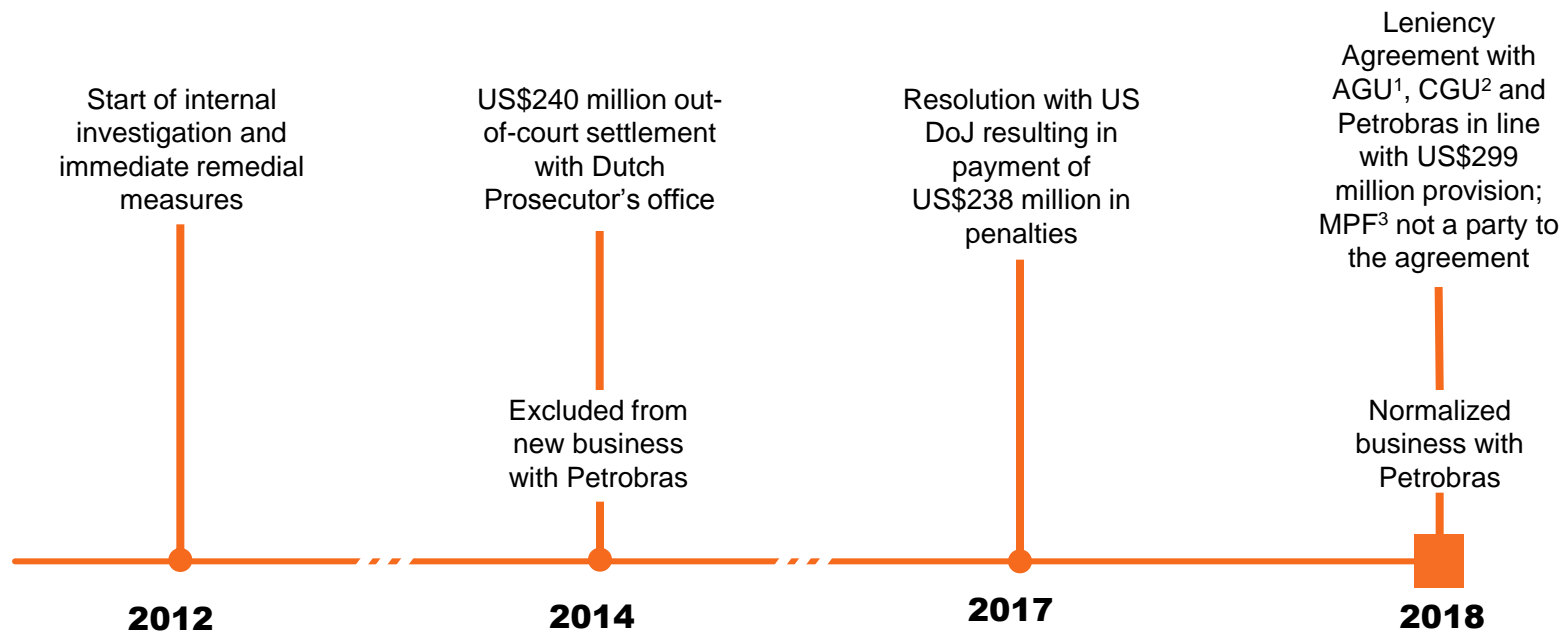 Start of internal
investigation and
immediate remedial
measures
2012
US$240 million out-
of-court settlement
with Dutch
Prosecutor’s office
Excluded from
new business
with Petrobras
2014
Resolution with US
DoJ resulting in
payment of
US$238 million in
penalties
2017
Leniency
Agreement with
AGU¹, CGU² and
Petrobras in line
with US$299
million provision;
MPF³ not a party to
the agreement
Normalized
business with
Petrobras
2018